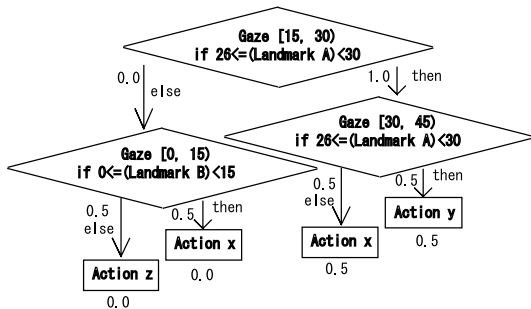 Gaze [15, 30)
if 26<=(Landmark A)<30
0.0
else
1.0
then
Gaze [30, 45)
if 26<=(Landmark A)<30
Gaze [0, 15)
if 0<=(Landmark B)<15
0.5
else
0.5
then
0.5
else
0.5
then
Action z
0.0
Action x
0.0
Action x
0.5
Action y
0.5